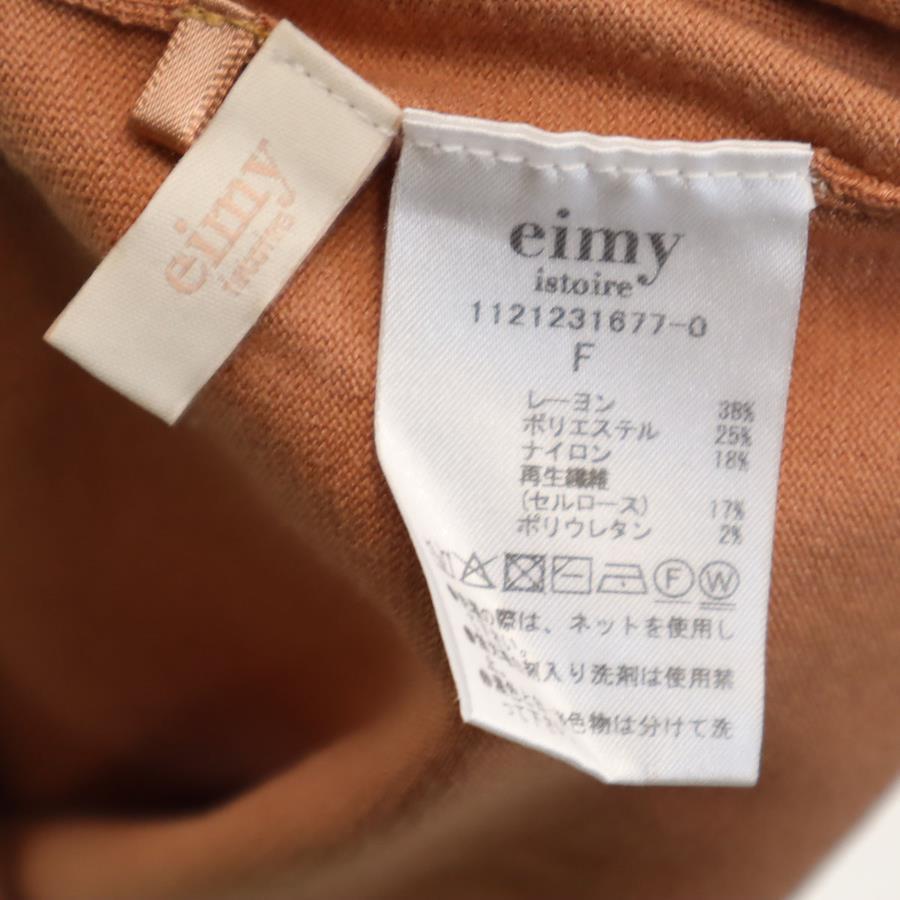 eimy
istoire
eimy
istoire
1121231677-0
F
レーヨン 38%
ポリエステル 25%
ナイロン 18%
再生繊維
(セルロース) 17%
ポリウレタン 2%
F W
の際は、ネットを使用し
入り洗剤は使用禁
色物は分けて洗